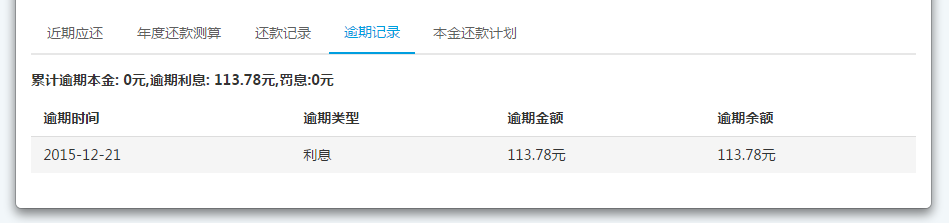 近期应还 年度还款测算 还款记录 逾期记录 本金还款计划
累计逾期本金: 0元,逾期利息: 113.78元,罚息:0元
逾期时间 逾期类型 逾期金额 逾期余额
2015-12-21 利息 113.78元 113.78元